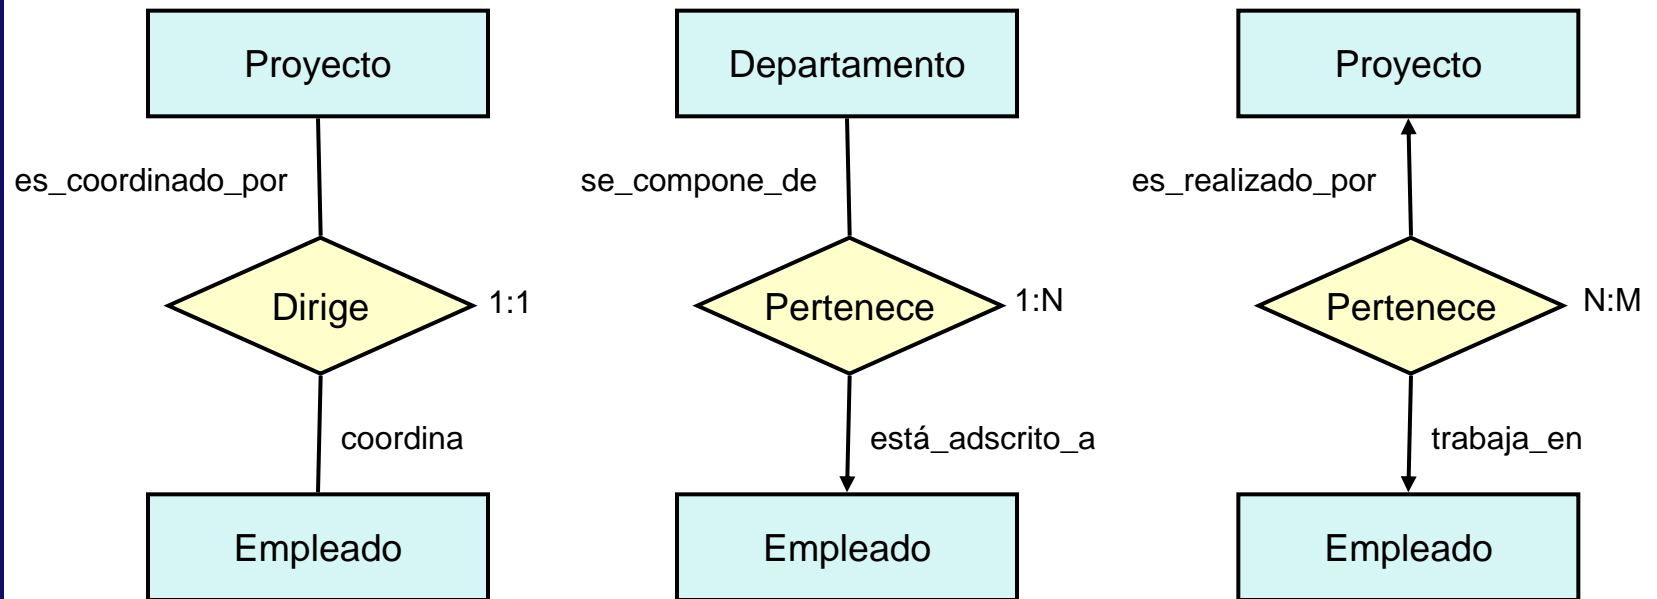 Proyecto
Departamento
Proyecto
es_coordinado_por
se_compone_de
es_realizado_por
Dirige
1:1
Pertenece
1:N
Pertenece
N:M
coordina
está_adscrito_a
trabaja_en
Empleado
Empleado
Empleado